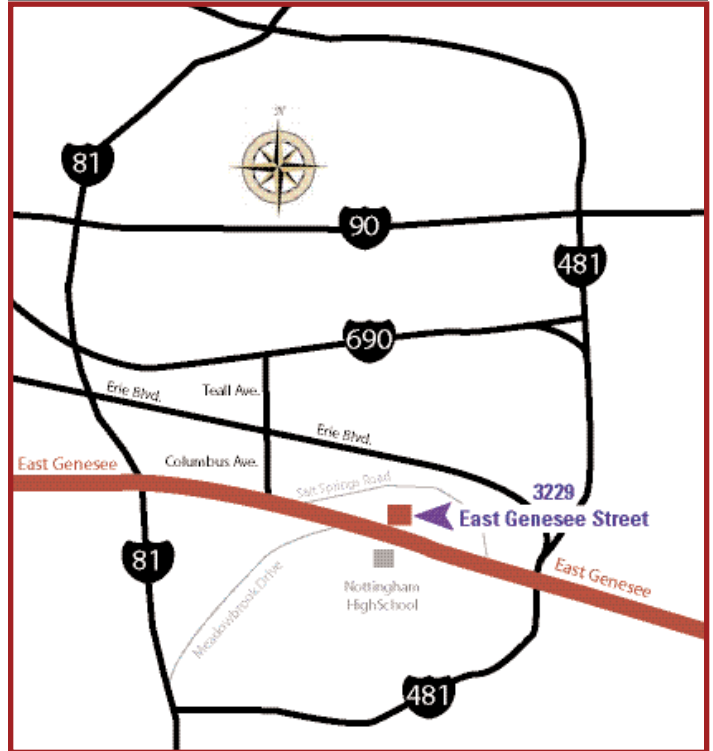 N
81
90
481
690
Erie Blvd.
Teall Ave.
Erie Blvd.
East Genesee
Columbus Ave.
Salt Springs Road
3229
East Genesee Street
81
East Genesee
Nottingham
HighSchool
Meadowbrook Drive
481